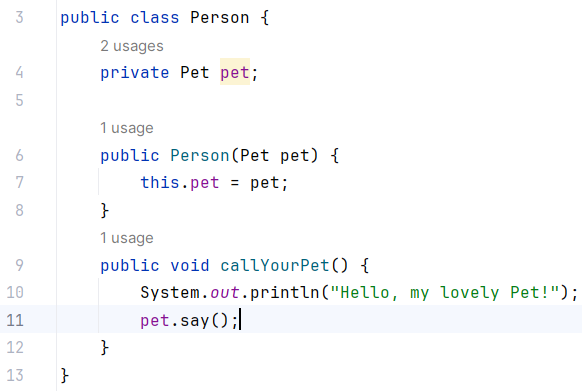 3 public class Person {
2 usages
4 private Pet pet;
5
1 usage
6 public Person(Pet pet) {
7 this.pet = pet;
8 }
1 usage
9 public void callYourPet() {
10 System.out.println("Hello, my lovely Pet!");
11 pet.say();
12 }
13 }